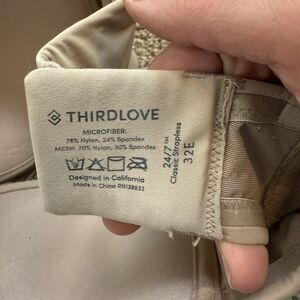 THIRDLOVE
MICROFIBER:
76% Nylon, 24% Spandex
MESH: 70% Nylon, 30% Spandex
Designed in California
Made in China RN139833
24/7™
Classic Strapless
32E